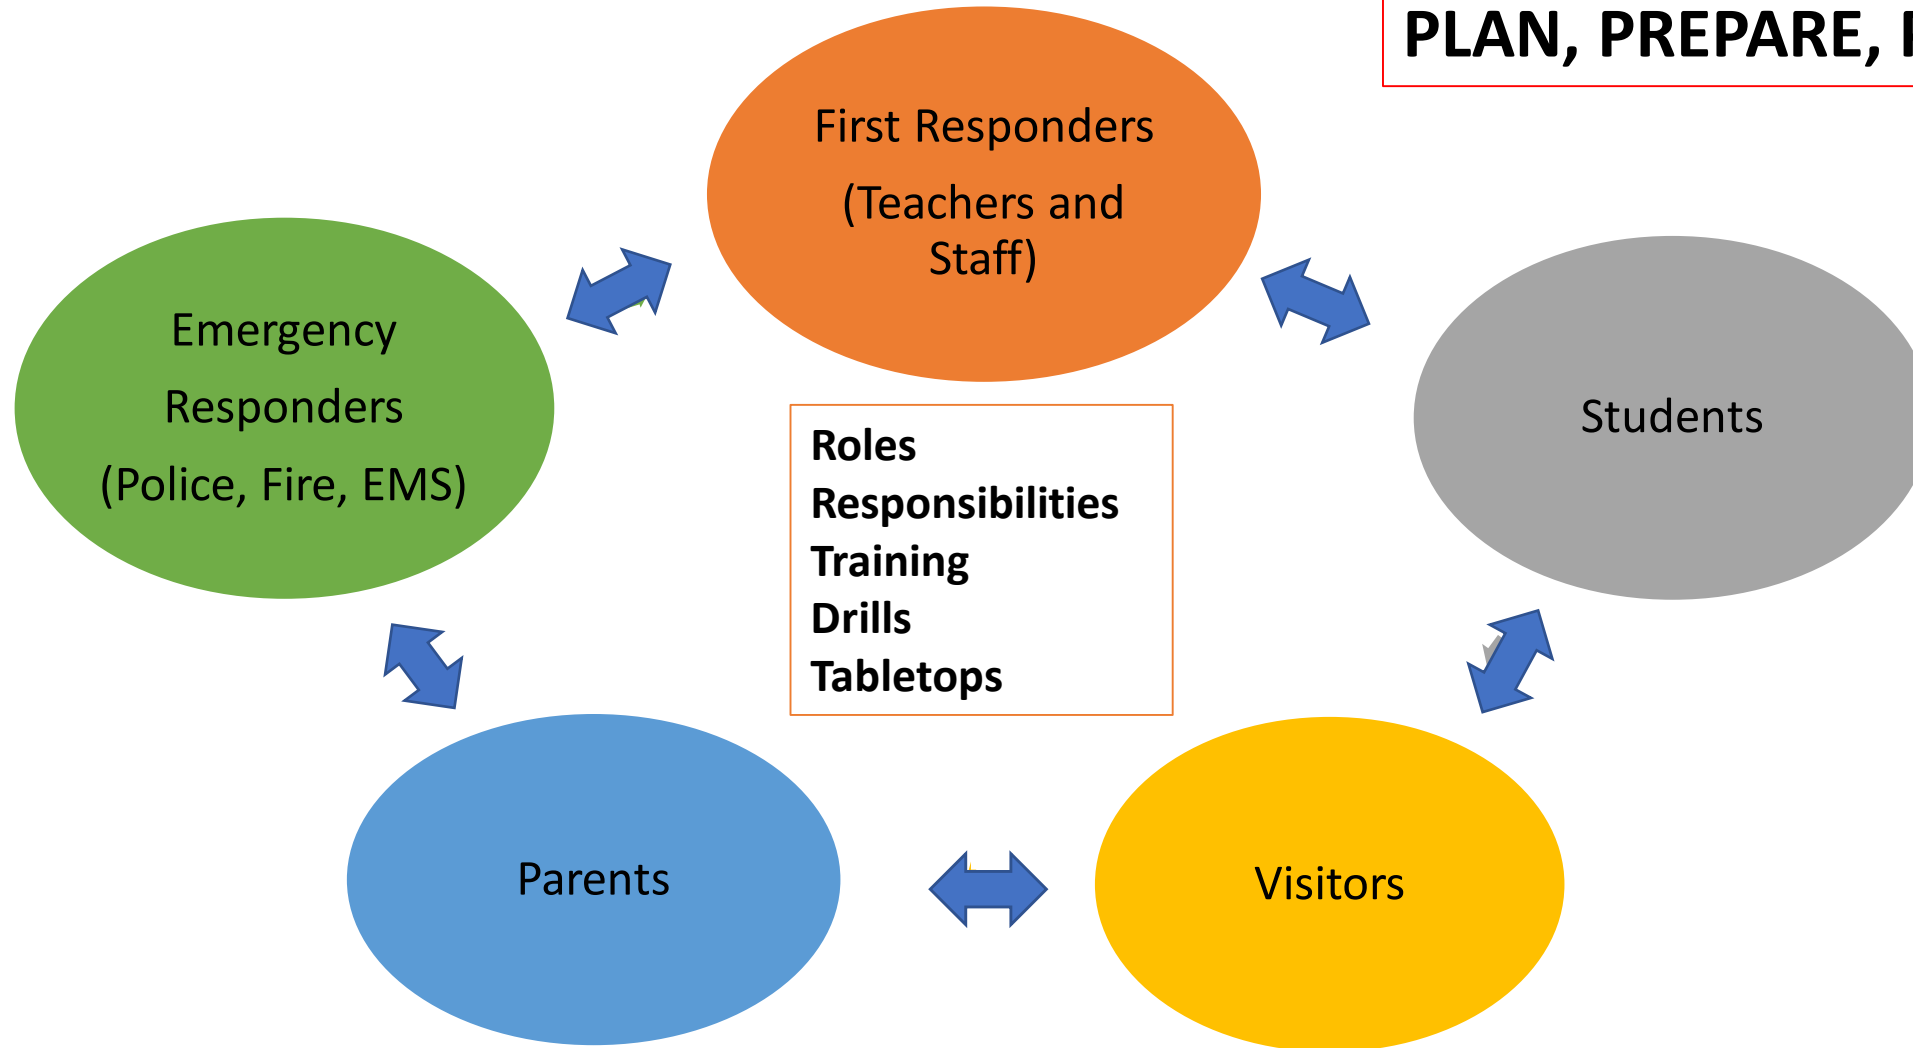 PLAN, PREPARE,
First Responders
(Teachers and
Staff)
Emergency
Responders
(Police, Fire, EMS)
Students
Roles
Responsibilities
Training
Drills
Tabletops
Parents
Visitors